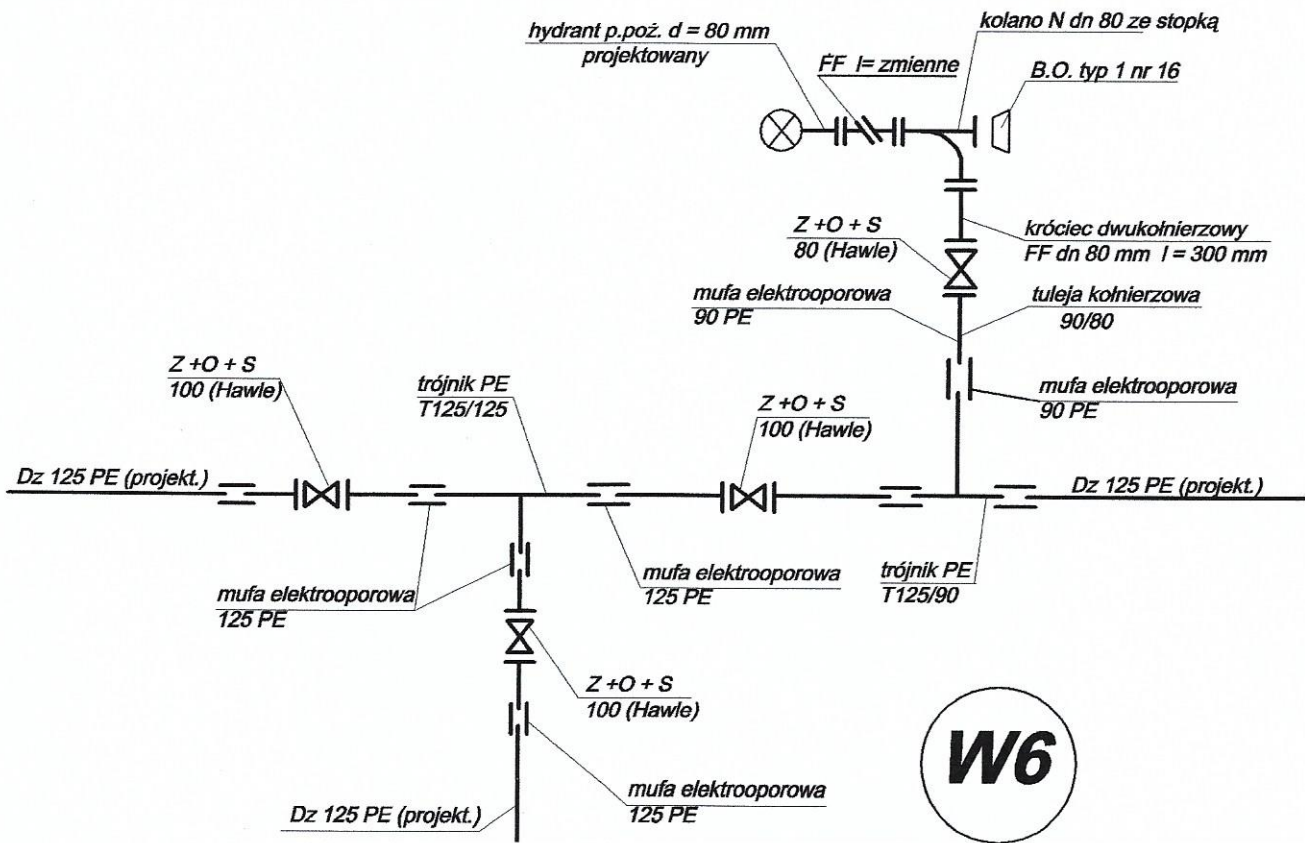 hydrant p.poż. d = 80 mm
projektowany
kolano N dn 80 ze stopką
FF l= zmienne
B.O. typ 1 nr 16
Z +O + S
80 (Hawle)
króciec dwukołnierzowy
FF dn 80 mm l = 300 mm
mufa elektrooporowa
90 PE
tuleja kołnierzowa
90/80
Z +O + S
100 (Hawle)
trójnik PE
T125/125
Z +O + S
100 (Hawle)
mufa elektrooporowa
90 PE
Dz 125 PE (projekt.)
Dz 125 PE (projekt.)
mufa elektrooporowa
125 PE
mufa elektrooporowa
125 PE
trójnik PE
T125/90
Z +O + S
100 (Hawle)
W6
mufa elektrooporowa
125 PE
Dz 125 PE (projekt.)